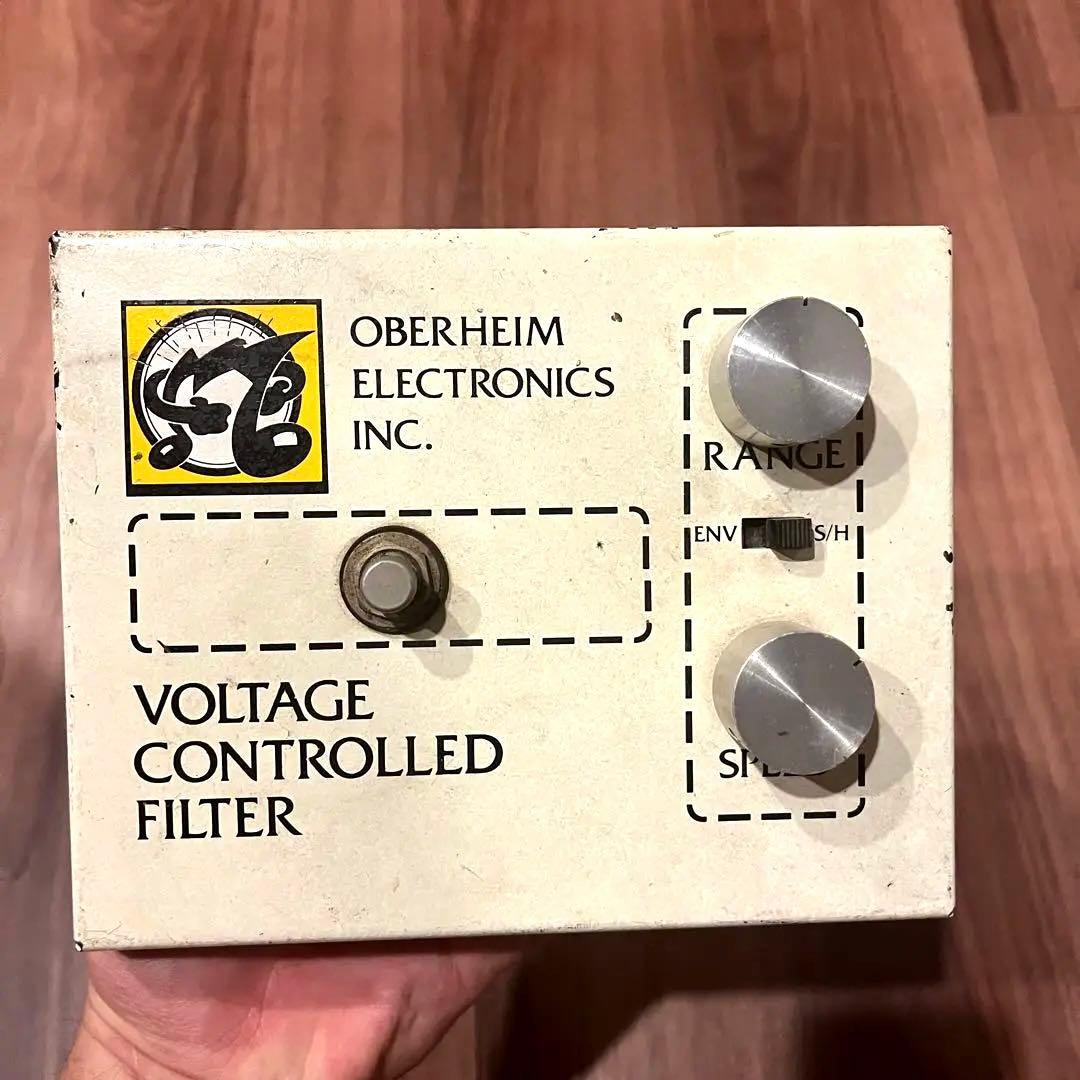 OBERHEIM
ELECTRONICS
INC.
RANGE
ENV S/H
VOLTAGE
CONTROLLED
FILTER